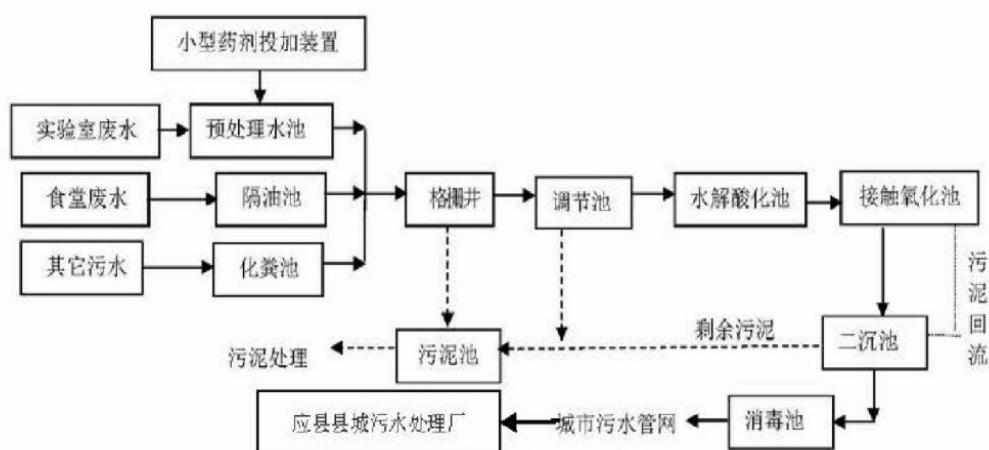 小型药剂投加装置
实验室废水
预处理水池
食堂废水
隔油池
格栅井
调节池
水解酸化池
接触氧化池
其它污水
化粪池
污泥回流
剩余污泥
二沉池
污泥处理
污泥池
应县县城污水处理厂
城市污水管网
消毒池